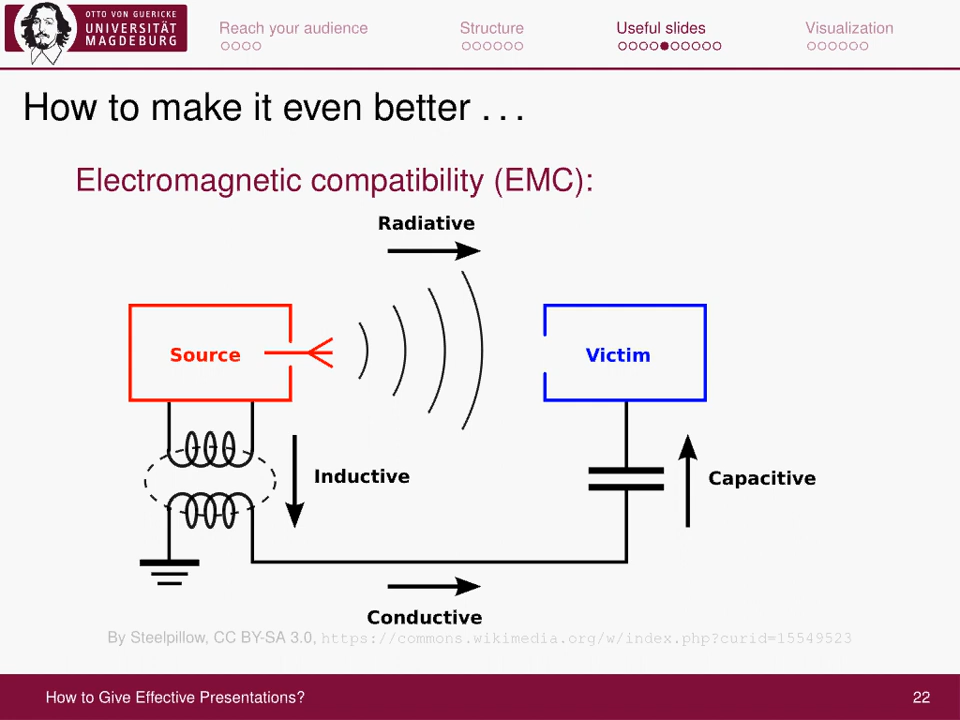 OTTO VON GUERICKE
UNIVERSITÄT
MAGDEBURG
Reach your audience
Structure
Useful slides
Visualization
How to make it even better . . .
Electromagnetic compatibility (EMC):
Radiative
Source
Victim
Inductive
Capacitive
Conductive
By Steelpillow, CC BY-SA 3.0, https://commons.wikimedia.org/w/index.php?curid=15549523
How to Give Effective Presentations?
22